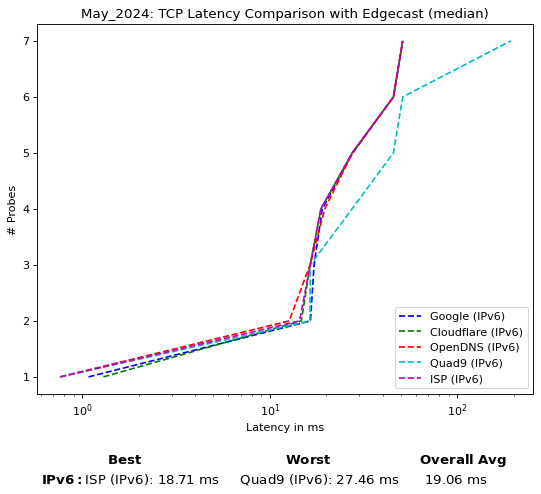 May_2024: TCP Latency Comparison with Edgecast (median)
7
6
5
4
3
2
1
# Probes
Google (IPv6)
Cloudflare (IPv6)
OpenDNS (IPv6)
Quad9 (IPv6)
ISP (IPv6)
10⁰ 10¹ 10²
Latency in ms
Best Worst Overall Avg
IPv6: ISP (IPv6): 18.71 ms Quad9 (IPv6): 27.46 ms 19.06 ms